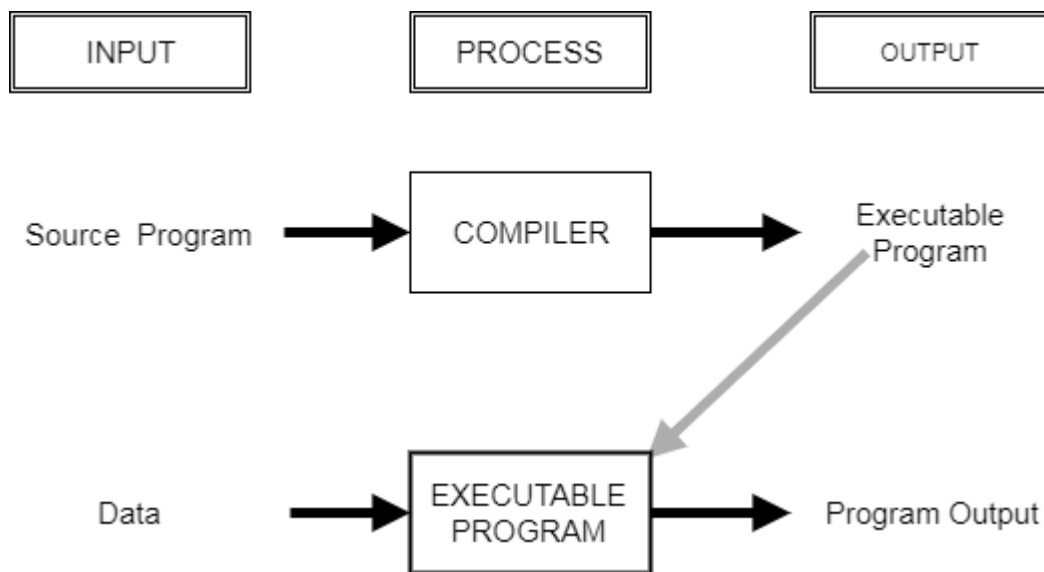 INPUT
PROCESS
OUTPUT
Source Program
COMPILER
Executable
Program
Data
EXECUTABLE
PROGRAM
Program Output